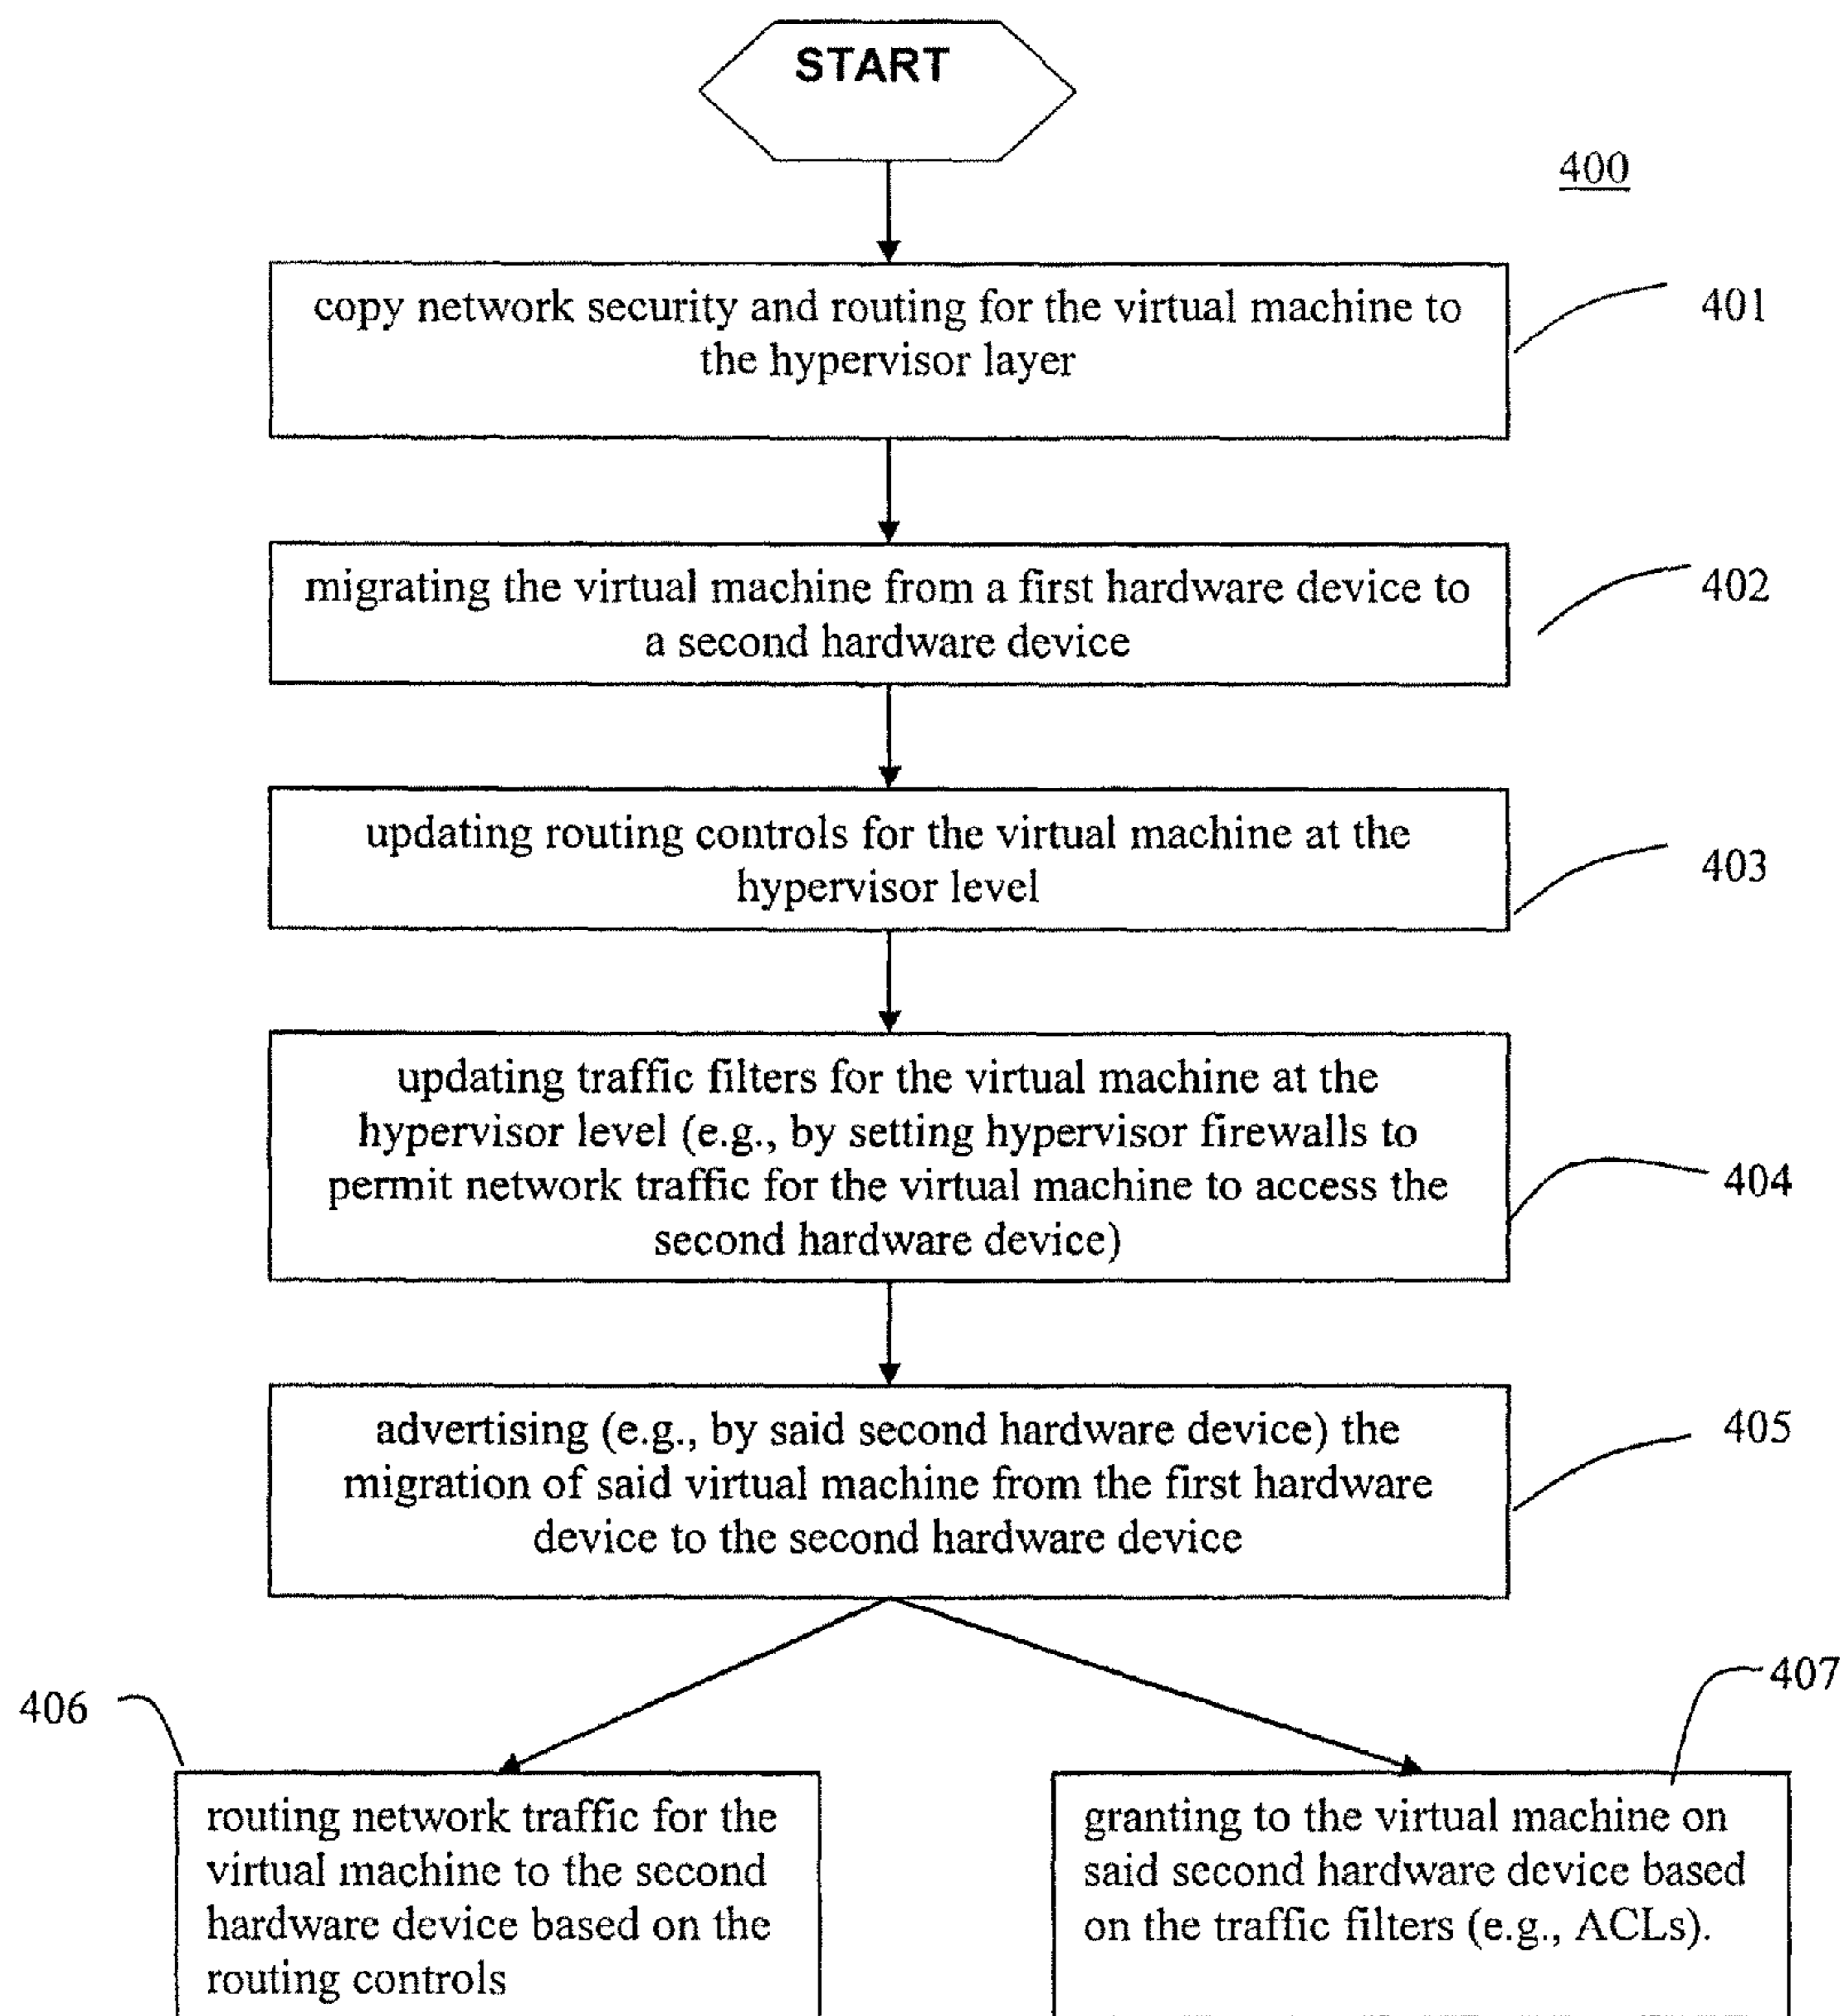 START
400
copy network security and routing for the virtual machine to
the hypervisor layer
401
migrating the virtual machine from a first hardware device to
a second hardware device
402
updating routing controls for the virtual machine at the
hypervisor level
403
updating traffic filters for the virtual machine at the
hypervisor level (e.g., by setting hypervisor firewalls to
permit network traffic for the virtual machine to access the
second hardware device)
404
advertising (e.g., by said second hardware device) the
migration of said virtual machine from the first hardware
device to the second hardware device
405
406
routing network traffic for the
virtual machine to the second
hardware device based on the
routing controls
407
granting to the virtual machine on
said second hardware device based
on the traffic filters (e.g., ACLs).